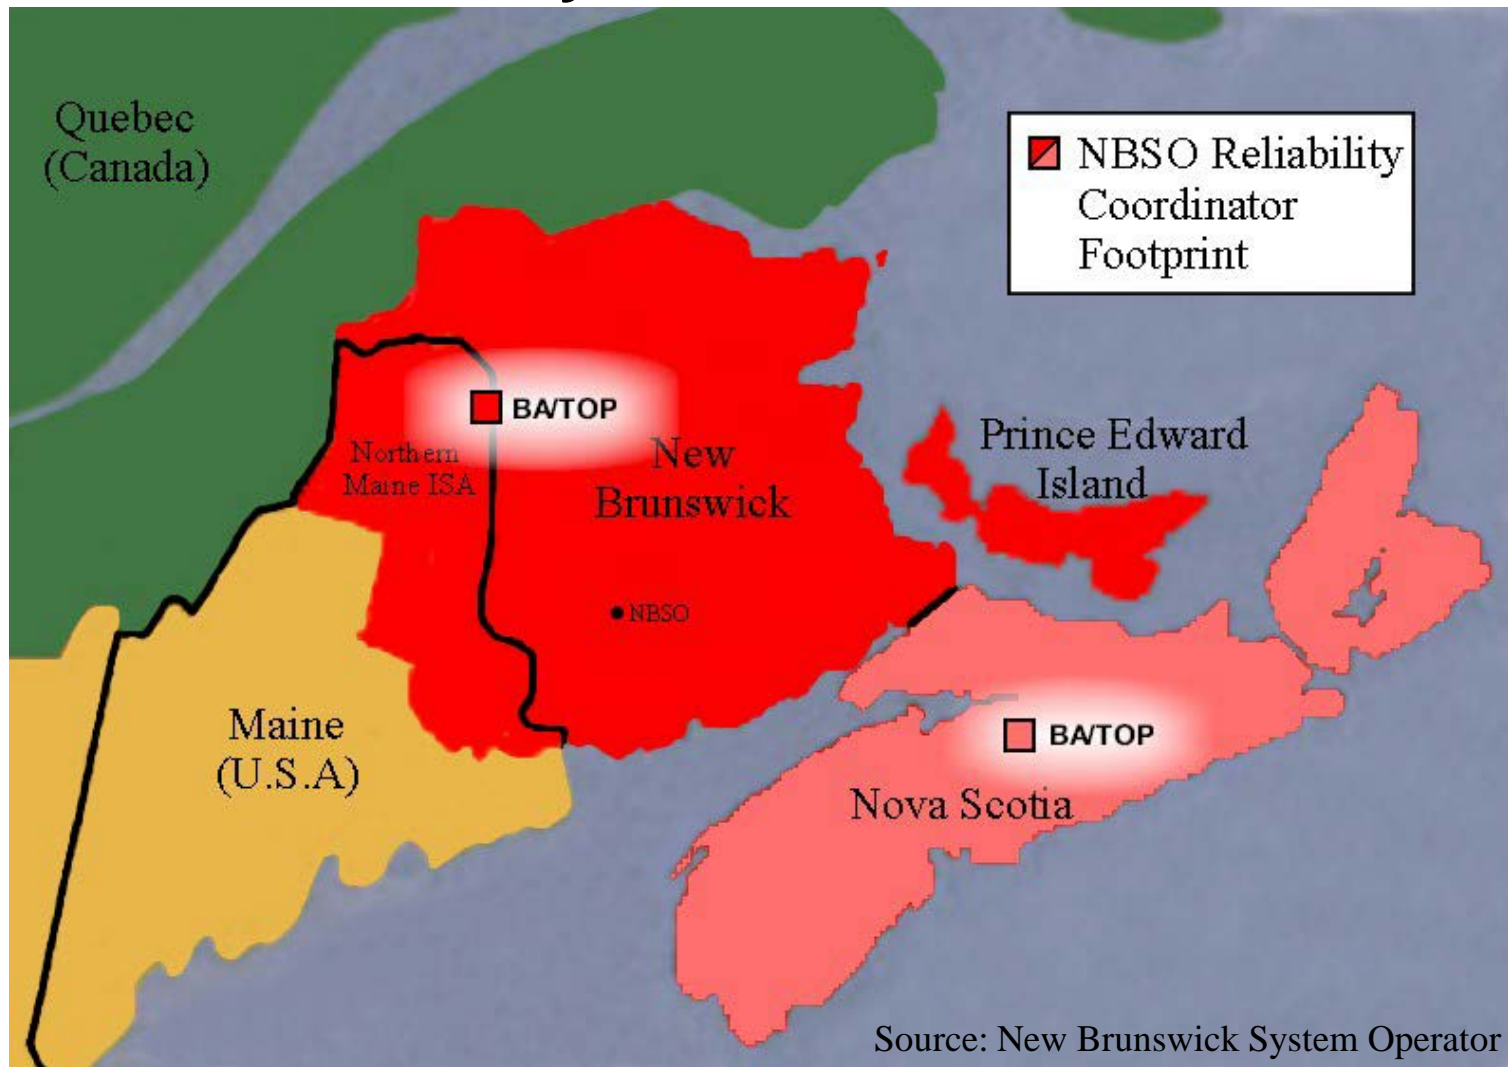 Quebec
(Canada)
NBSO Reliability
Coordinator
Footprint
BA/TOP
Northern
Maine ISA
New
Brunswick
Prince Edward
Island
NBSO
Maine
(U.S.A)
BA/TOP
Nova Scotia
Source: New Brunswick System Operator